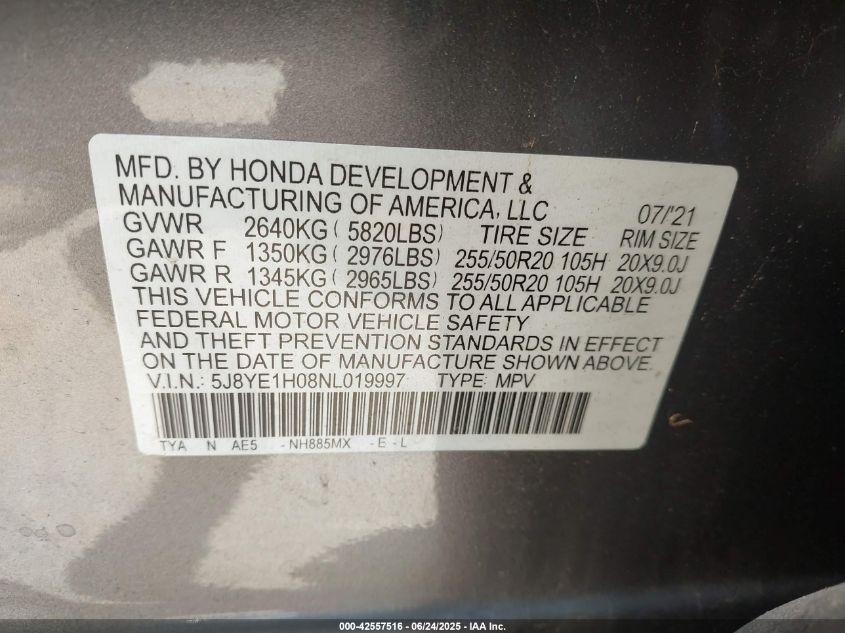 MFD. BY HONDA DEVELOPMENT &
MANUFACTURING OF AMERICA, LLC 07/'21
GVWR 2640KG ( 5820LBS) TIRE SIZE RIM SIZE
GAWR F 1350KG ( 2976LBS) 255/50R20 105H 20X9.0J
GAWR R 1345KG ( 2965LBS) 255/50R20 105H 20X9.0J
THIS VEHICLE CONFORMS TO ALL APPLICABLE
FEDERAL MOTOR VEHICLE SAFETY
AND THEFT PREVENTION STANDARDS IN EFFECT
ON THE DATE OF MANUFACTURE SHOWN ABOVE.
V.I.N.: 5J8YE1H08NL019997 TYPE: MPV
TYA N AE5 -NH885MX -E -L
000-42557516 - 06/24/2025 - IAA Inc.